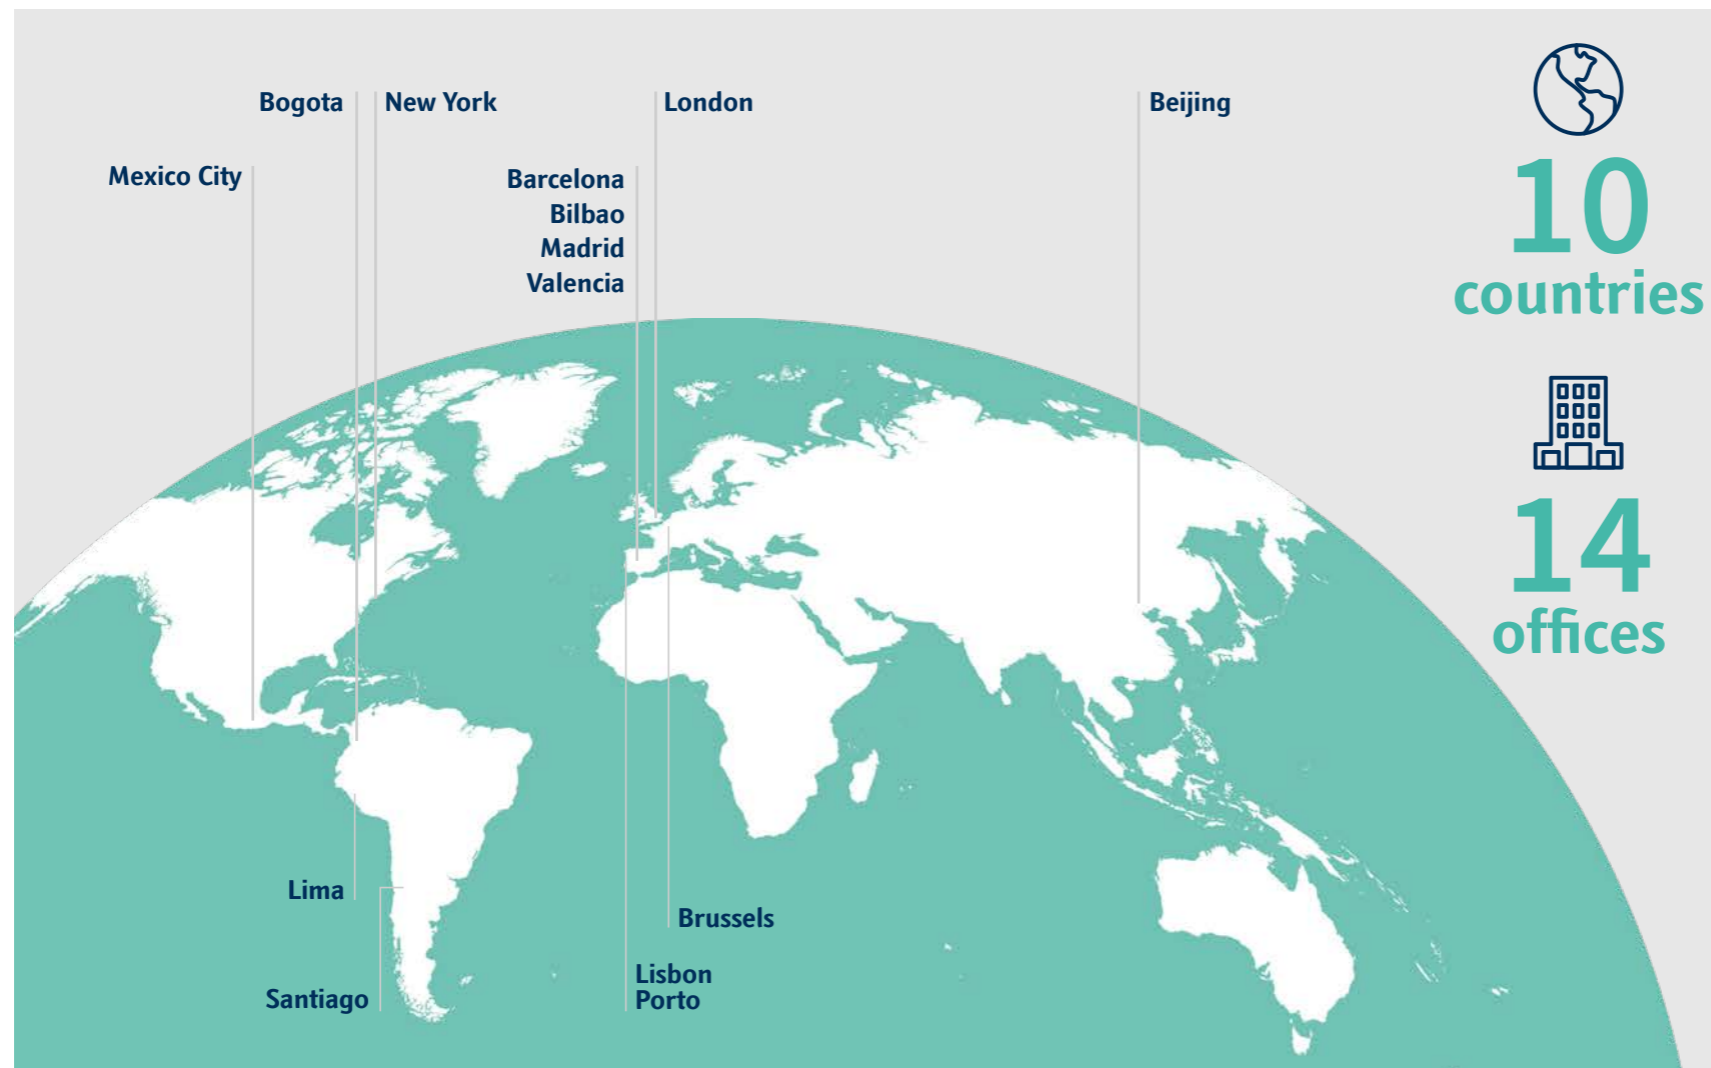 Bogota
New York
London
Beijing
Mexico City
Barcelona
Bilbao
Madrid
Valencia
10
countries
14
offices
Lima
Brussels
Lisbon
Porto
Santiago